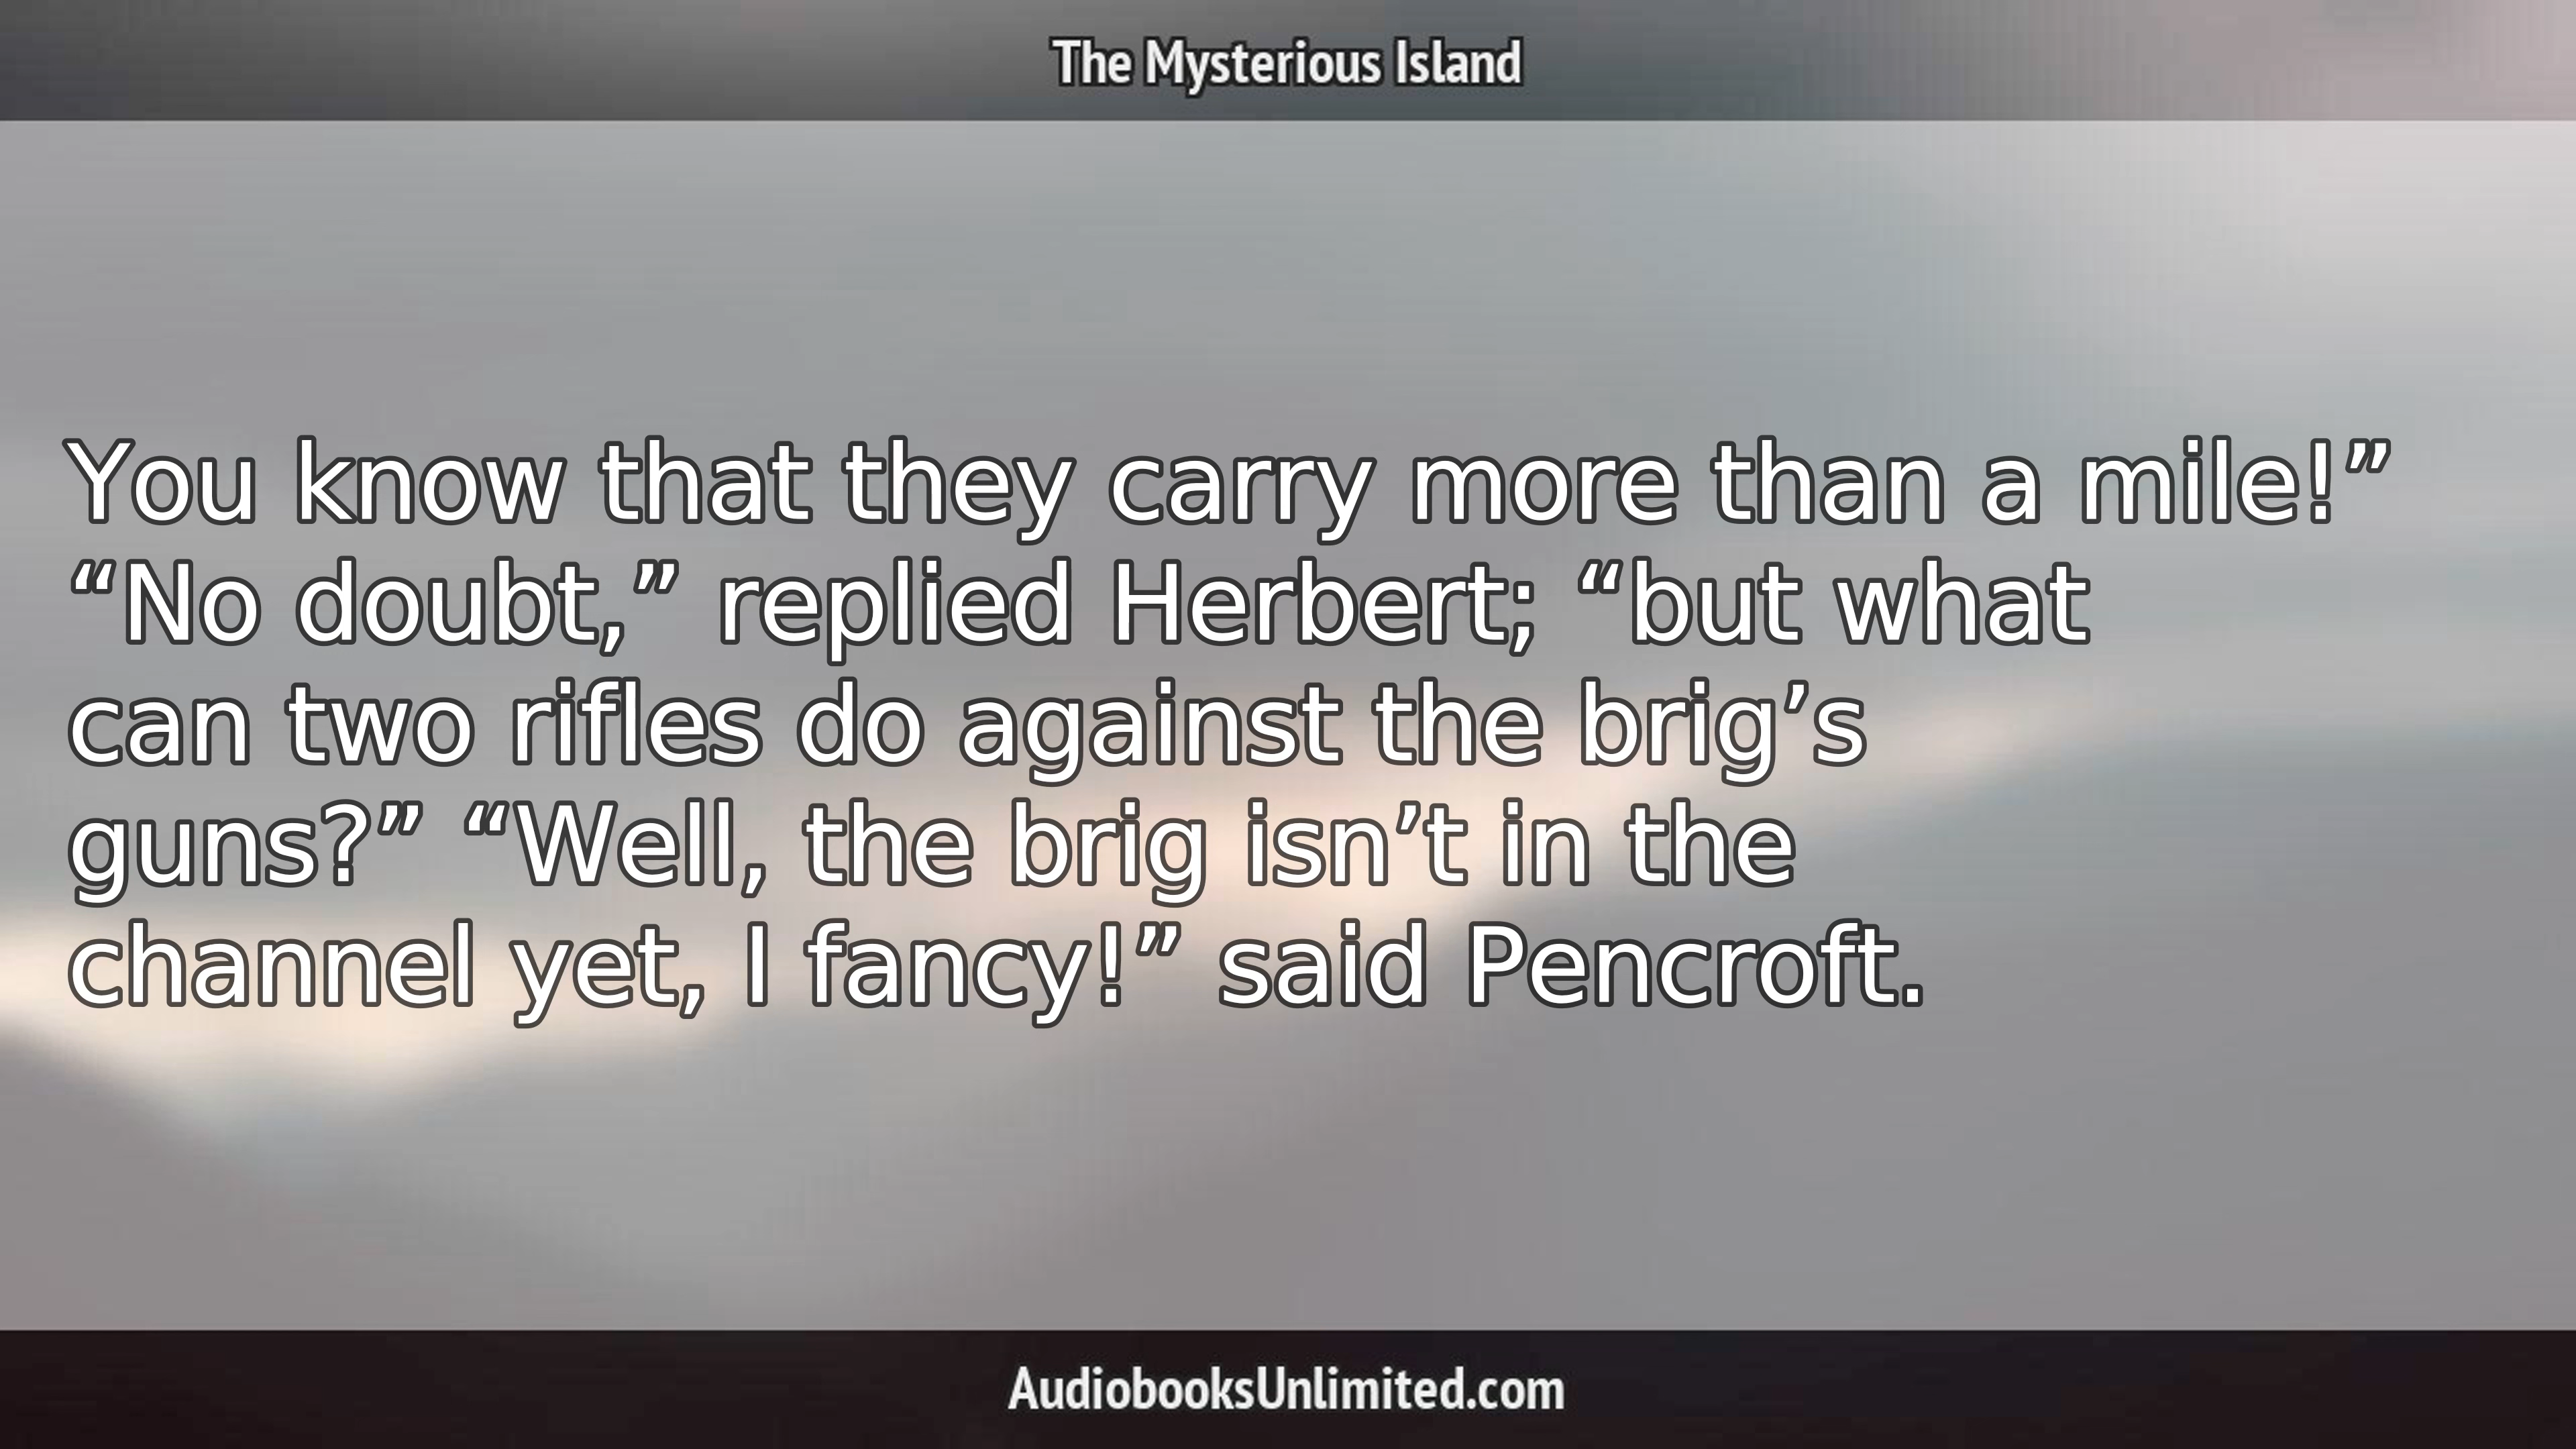 The Mysterious Island
You know that they carry more than a mile!”
“No doubt,” replied Herbert; “but what
can two rifles do against the brig’s
guns?” “Well, the brig isn’t in the
channel yet, I fancy!” said Pencroft.
AudiobooksUnlimited.com